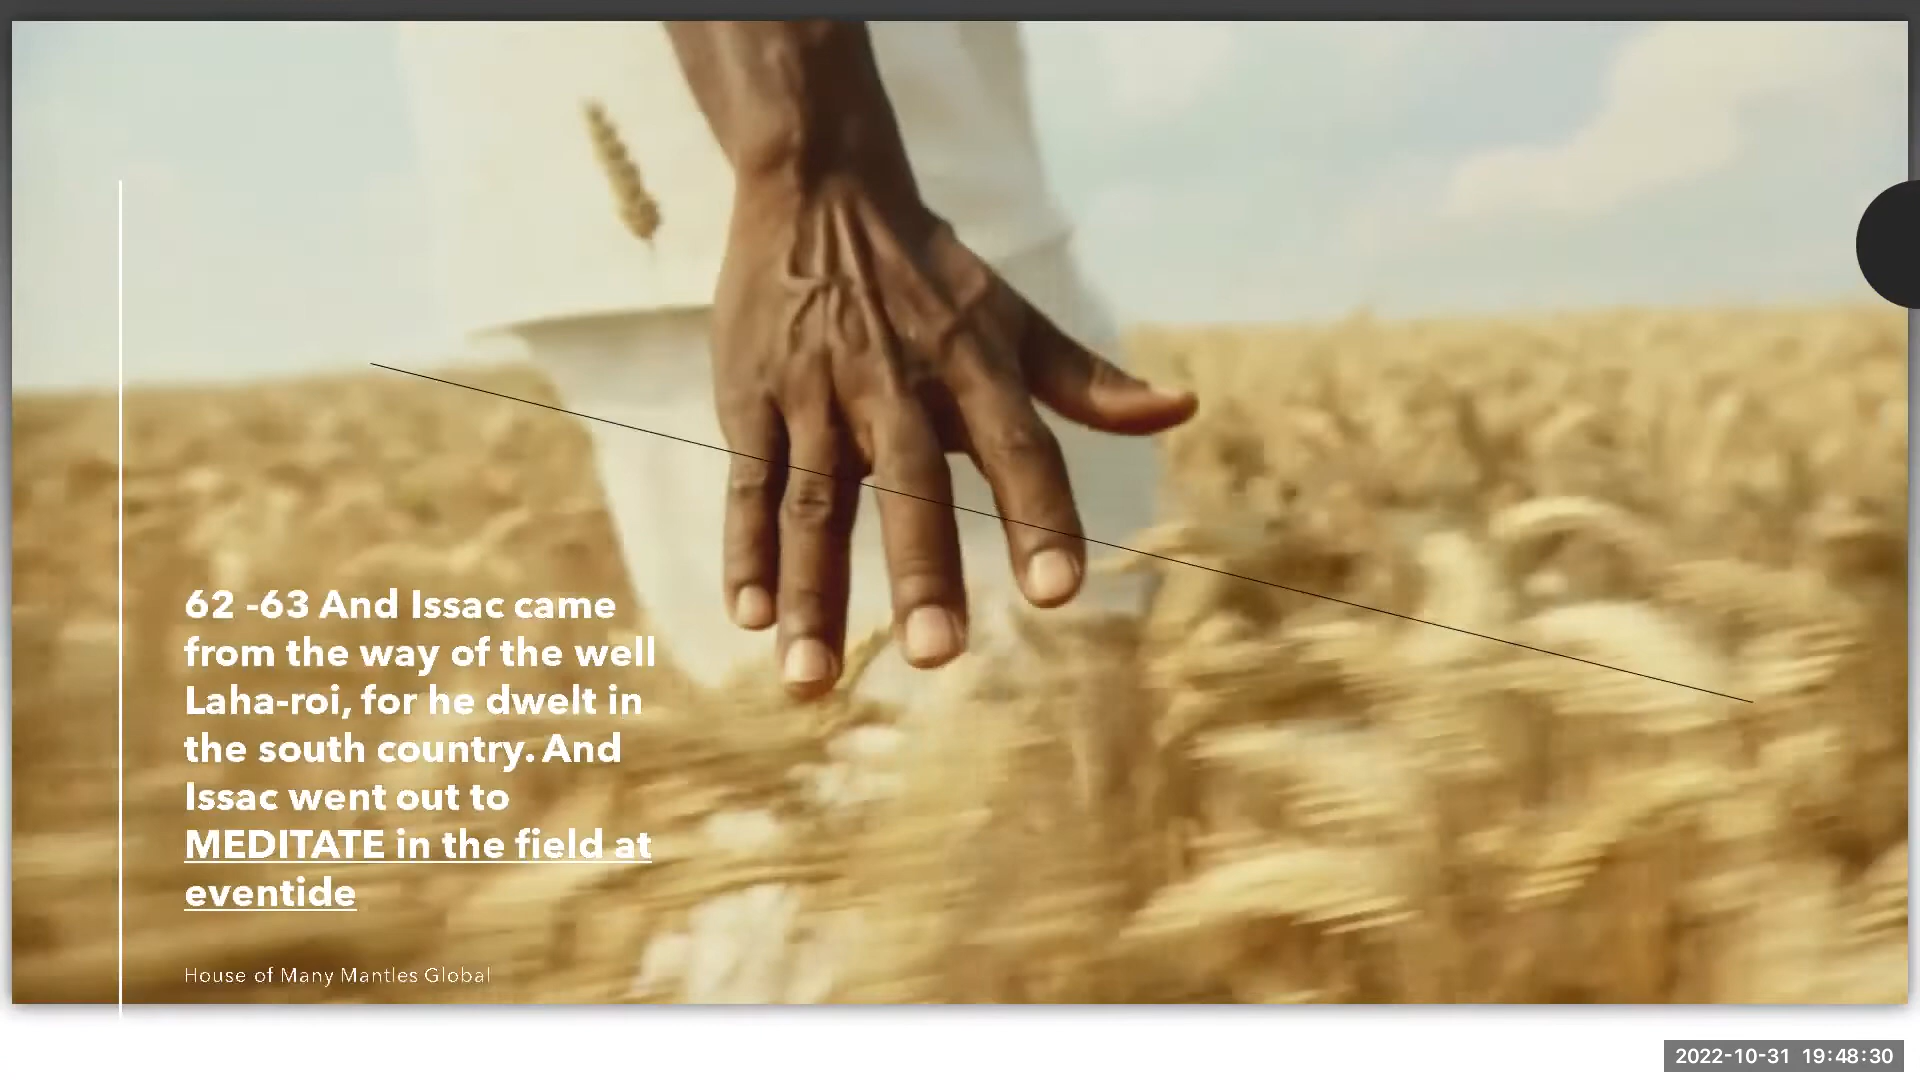 62 -63 And Issac came
from the way of the well
Laha-roi, for he dwelt in
the south country. And
Issac went out to
MEDITATE in the field at
eventide
House of Many Mantles Global
2022-10-31 19:48:30